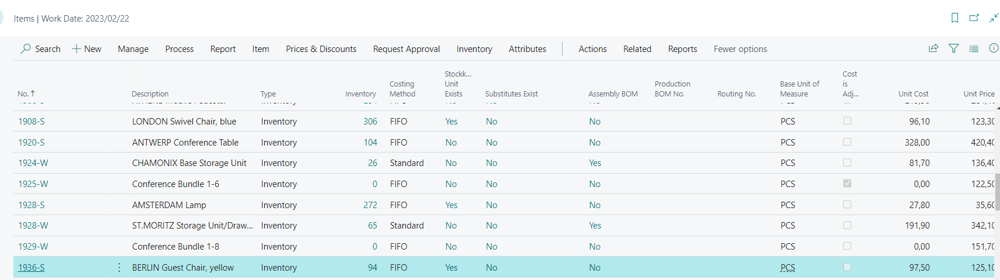 Items | Work Date: 2023/02/22
Search New Manage Process Report Item Prices & Discounts Request Approval Inventory Attributes Actions Related Reports Fewer options
No. ↑ Description Type Inventory Costing Method Stockk... Unit Exists Substitutes Exist Assembly BOM Production BOM No. Routing No. Base Unit of Measure Cost is Adj... Unit Cost Unit Price
1908-S LONDON Swivel Chair, blue Inventory 306 FIFO Yes No No PCS 96,10 123,30
1920-S ANTWERP Conference Table Inventory 104 FIFO No No No PCS 328,00 420,40
1924-W CHAMONIX Base Storage Unit Inventory 26 Standard No No Yes PCS 81,70 136,40
1925-W Conference Bundle 1-6 Inventory 0 FIFO No No No PCS 0,00 122,50
1928-S AMSTERDAM Lamp Inventory 272 FIFO Yes No No PCS 27,80 35,60
1928-W ST.MORITZ Storage Unit/Draw... Inventory 65 Standard No No Yes PCS 191,90 342,10
1929-W Conference Bundle 1-8 Inventory 0 FIFO No No No PCS 0,00 151,70
1936-S BERLIN Guest Chair, yellow Inventory 94 FIFO Yes No No PCS 97,50 125,10